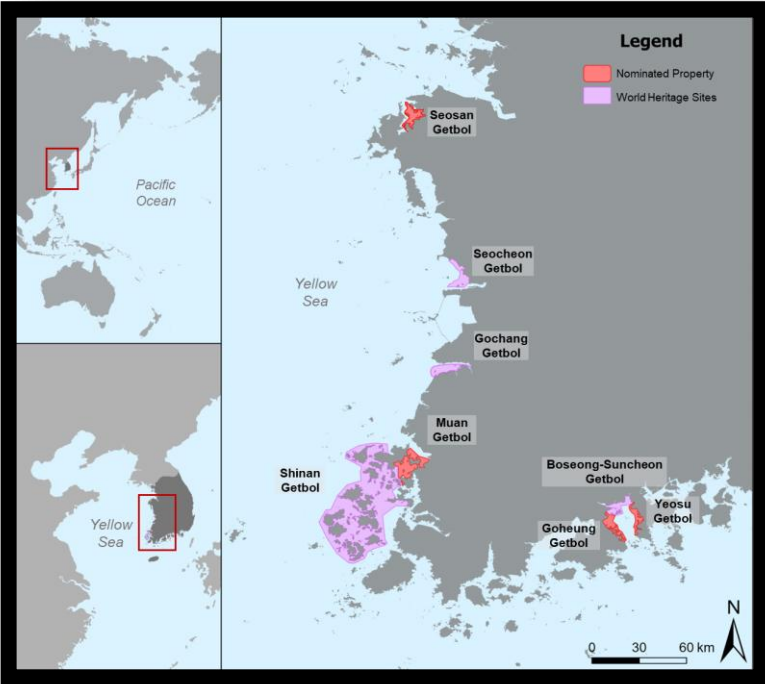 Legend
Nominated Property
World Heritage Sites
Seosan
Getbol
Pacific
Ocean
Seocheon
Getbol
Yellow
Sea
Gochang
Getbol
Muan
Getbol
Shinan
Getbol
Boseong-Suncheon
Getbol
Yeosu
Getbol
Goheung
Getbol
Yellow
Sea
N
0 30 60 km